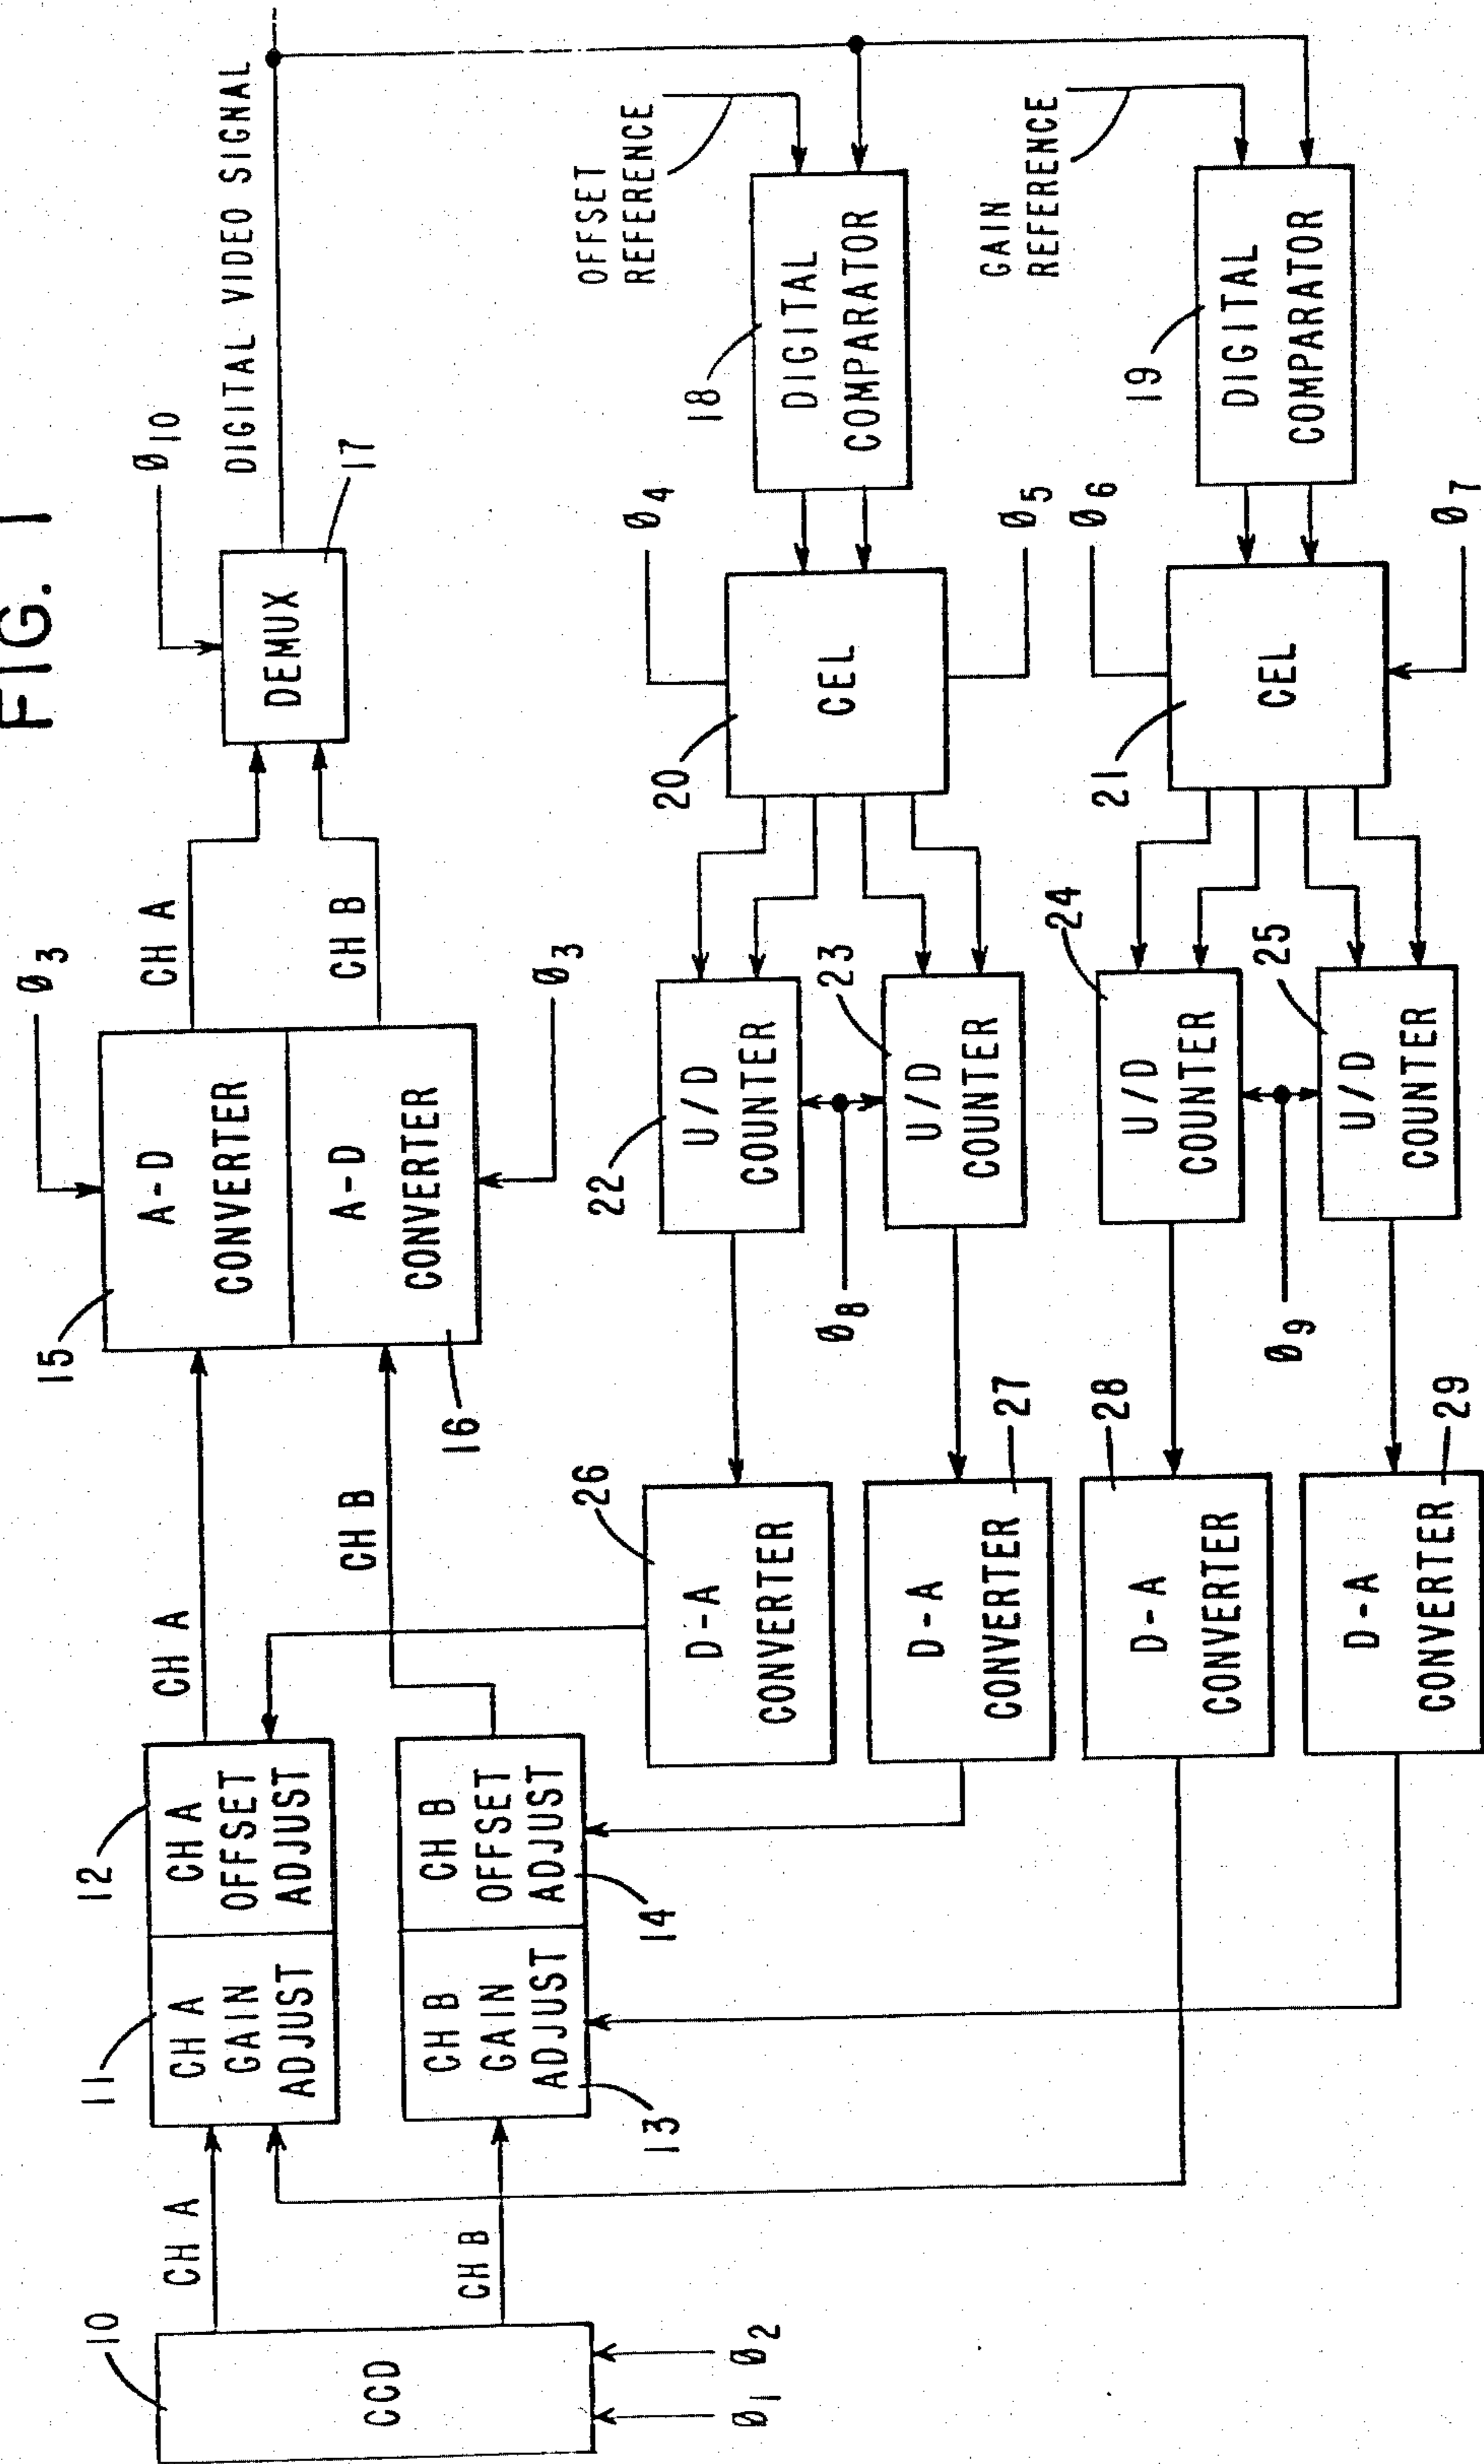 FIG. 1
10
CCD
Ø1 Ø2
CH A
CH B
11
CH A
GAIN
ADJUST
12
CH A
OFFSET
ADJUST
13
CH B
GAIN
ADJUST
14
CH B
OFFSET
ADJUST
CH A
CH B
15
A-D
CONVERTER
Ø3
16
A-D
CONVERTER
Ø3
CH A
CH B
DEMUX
17
Ø10
DIGITAL VIDEO SIGNAL
OFFSET
REFERENCE
18
DIGITAL
COMPARATOR
GAIN
REFERENCE
19
DIGITAL
COMPARATOR
20
CEL
Ø4
Ø5
21
CEL
Ø6
Ø7
22
U/D
COUNTER
23
U/D
COUNTER
Ø8
24
U/D
COUNTER
25
U/D
COUNTER
Ø9
26
D-A
CONVERTER
27
D-A
CONVERTER
28
D-A
CONVERTER
29
D-A
CONVERTER